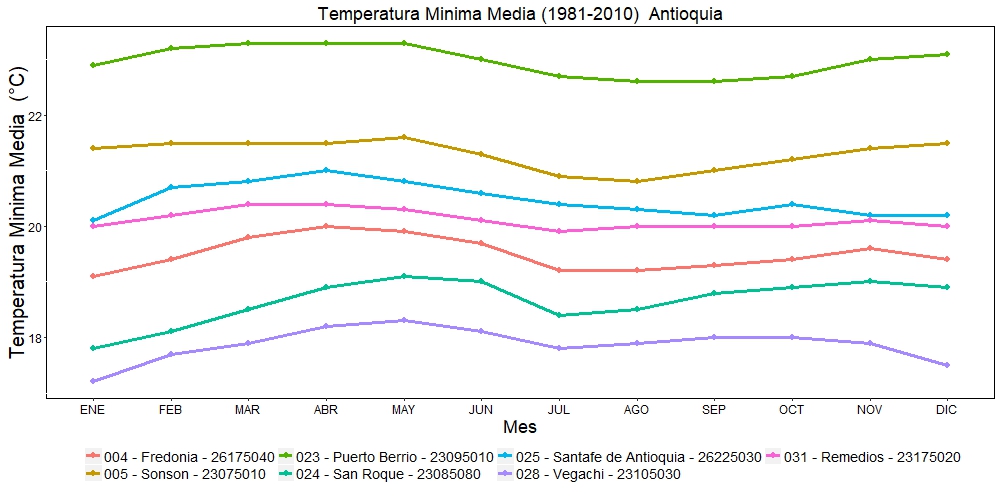 Temperatura Minima Media (1981-2010)  Antioquia
Temperatura Minima Media  (°C)
22
20
18
ENE FEB MAR ABR MAY JUN JUL AGO SEP OCT NOV DIC
Mes
004 - Fredonia - 26175040 023 - Puerto Berrio - 23095010 025 - Santafe de Antioquia - 26225030 031 - Remedios - 23175020
005 - Sonson - 23075010 024 - San Roque - 23085080 028 - Vegachi - 23105030